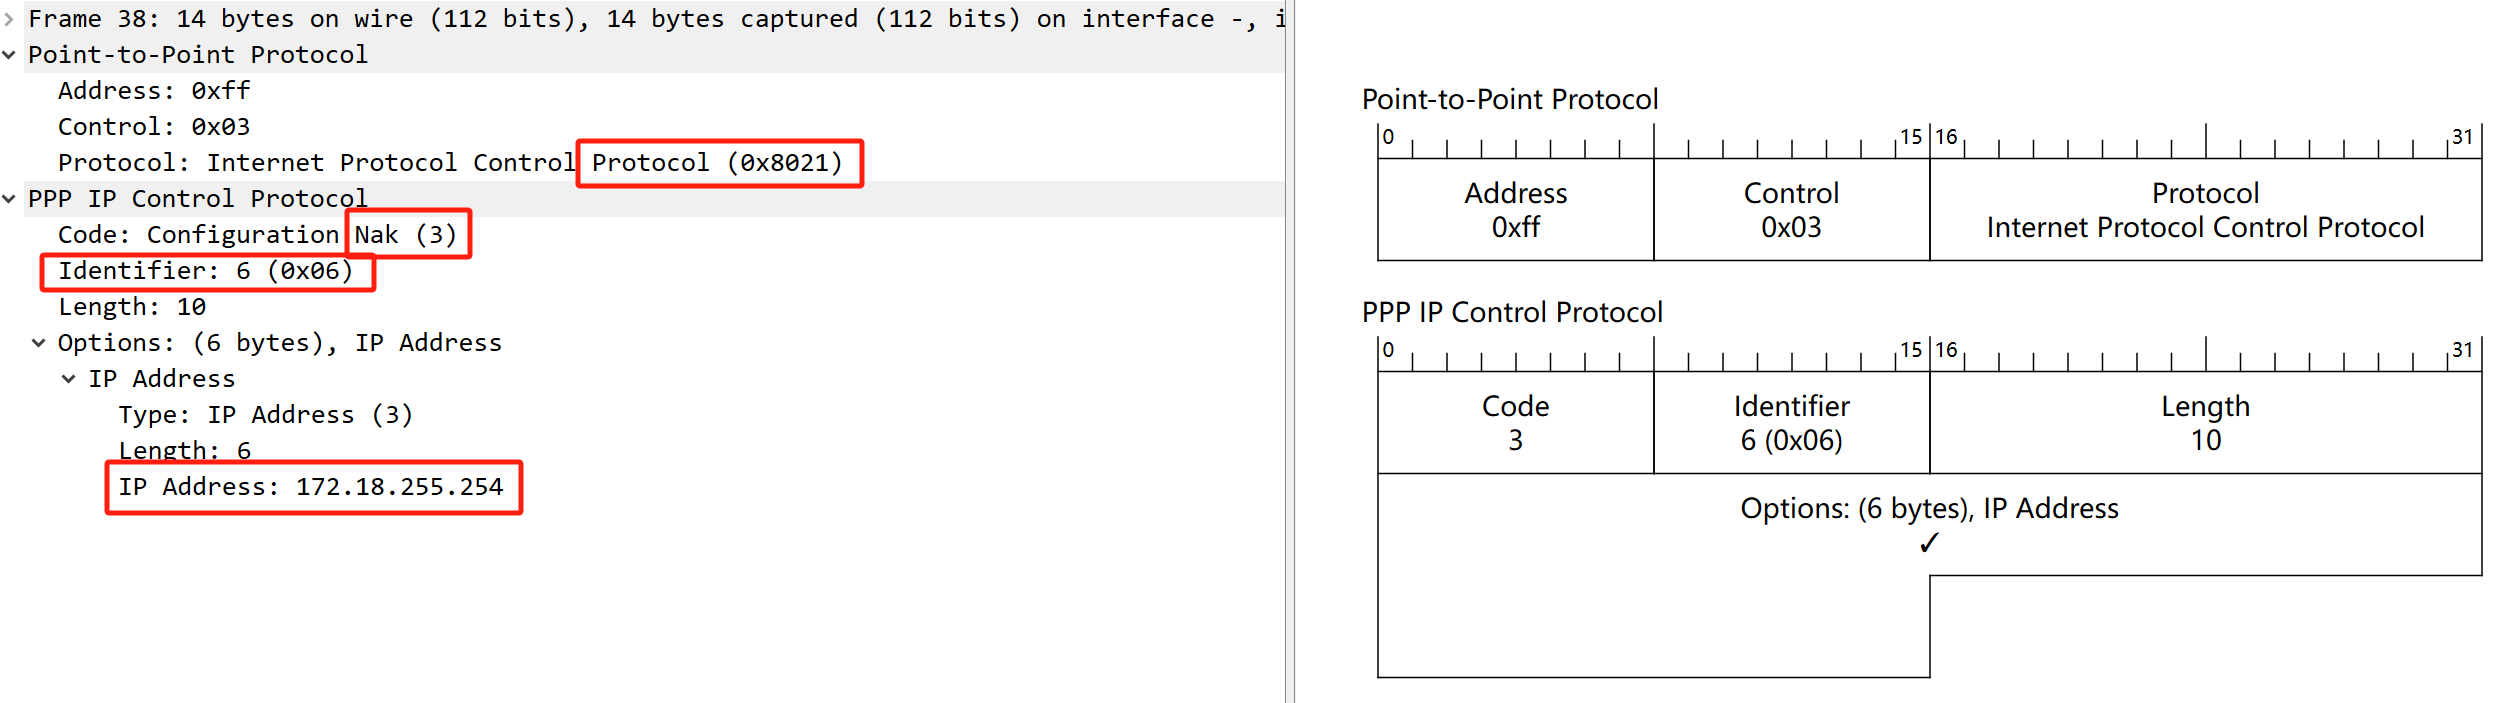 Frame 38: 14 bytes on wire (112 bits), 14 bytes captured (112 bits) on interface -, i
Point-to-Point Protocol
Address: 0xff
Control: 0x03
Protocol: Internet Protocol Control Protocol (0x8021)
PPP IP Control Protocol
Code: Configuration Nak (3)
Identifier: 6 (0x06)
Length: 10
Options: (6 bytes), IP Address
IP Address
Type: IP Address (3)
Length: 6
IP Address: 172.18.255.254
Point-to-Point Protocol
0 15 16 31
Address Control Protocol
0xff 0x03 Internet Protocol Control Protocol
PPP IP Control Protocol
0 15 16 31
Code Identifier Length
3 6 (0x06) 10
Options: (6 bytes), IP Address
✓